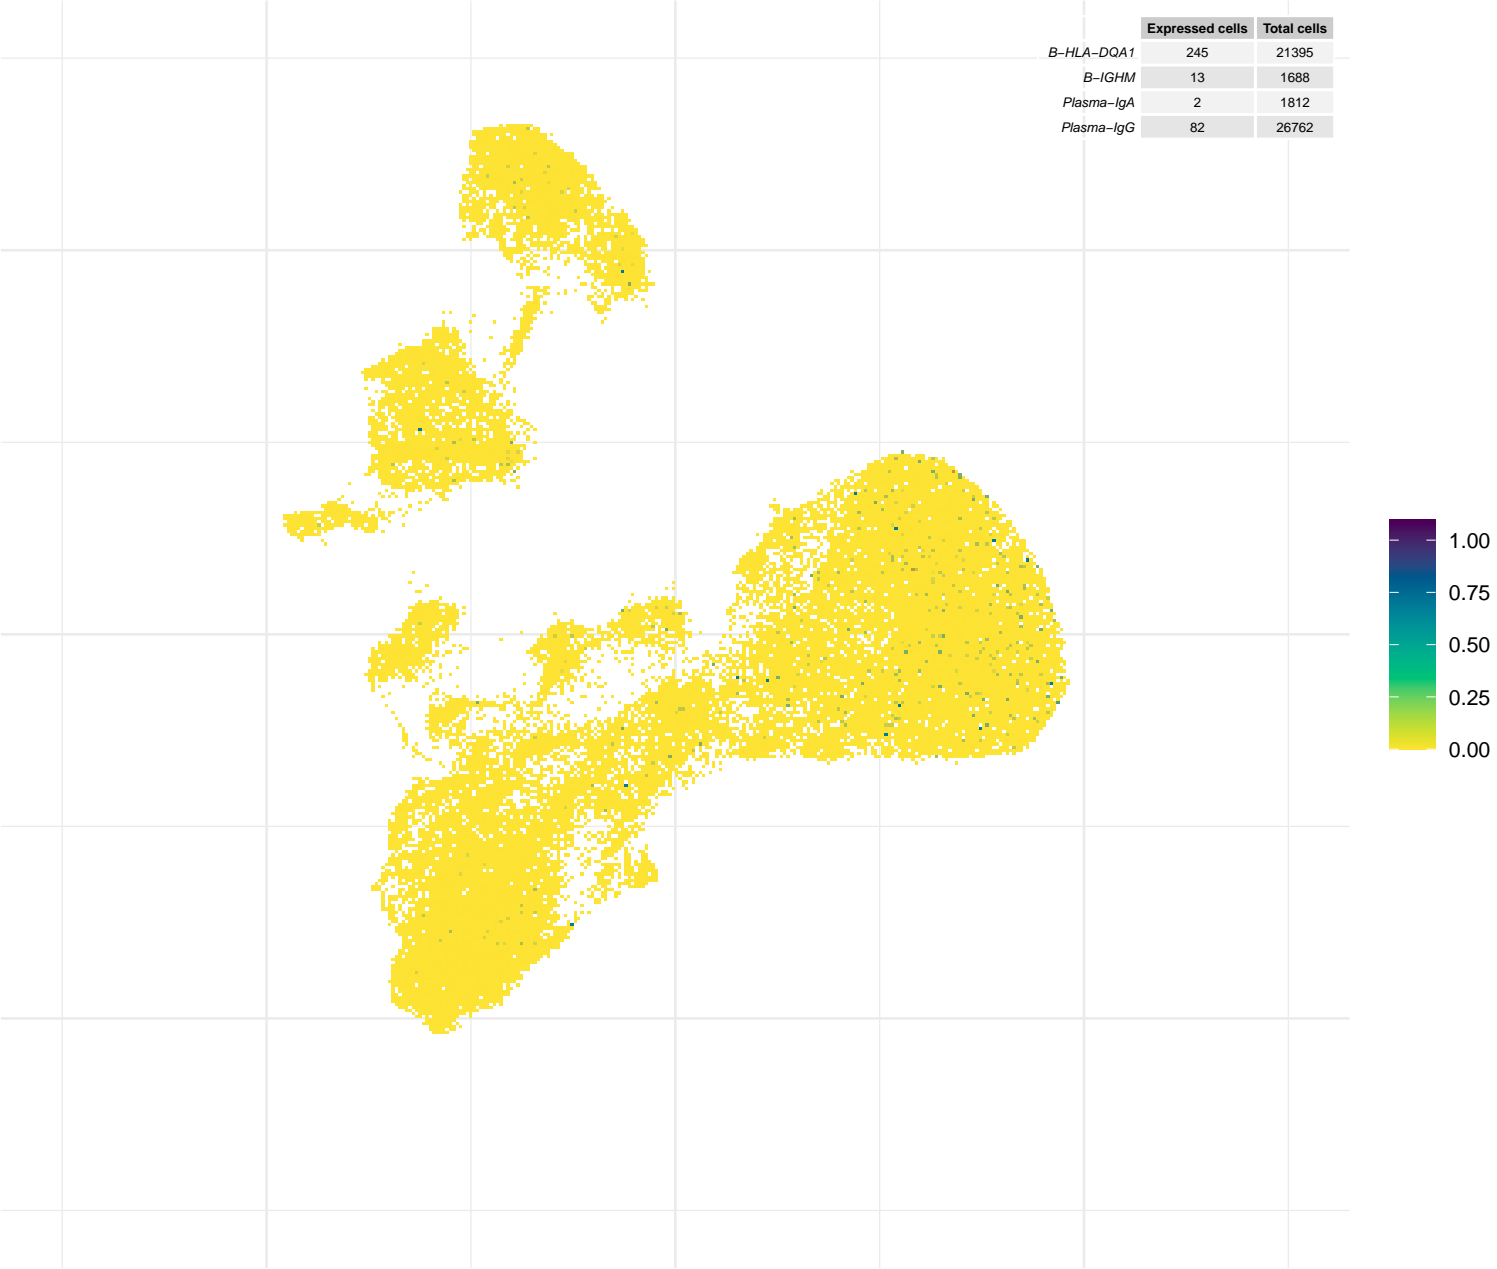 Expressed cells Total cells
B−HLA−DQA1 245 21395
B−IGHM 13 1688
Plasma−IgA 2 1812
Plasma−IgG 82 26762
1.00
0.75
0.50
0.25
0.00